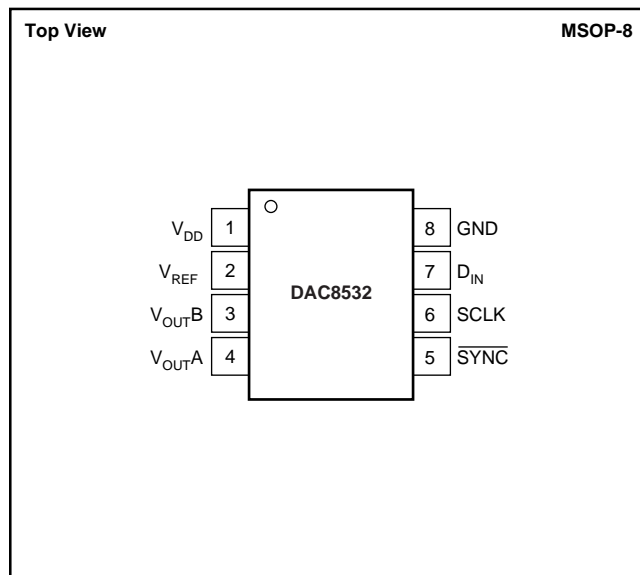 Top View MSOP-8
V_DD 1 8 GND
V_REF 2 7 D_IN
DAC8532
V_OUTB 3 6 SCLK
V_OUTA 4 5 S̅Y̅N̅C̅